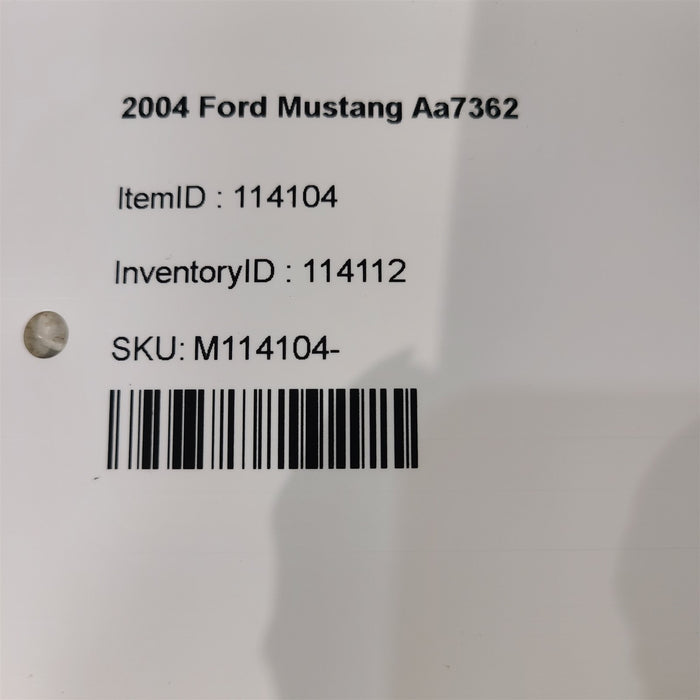 2004 Ford Mustang Aa7362
ItemID : 114104
InventoryID : 114112
SKU: M114104-